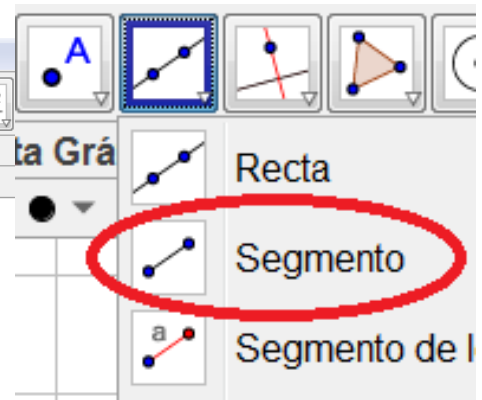 A
ta Grá
Recta
Segmento
a
Segmento de l